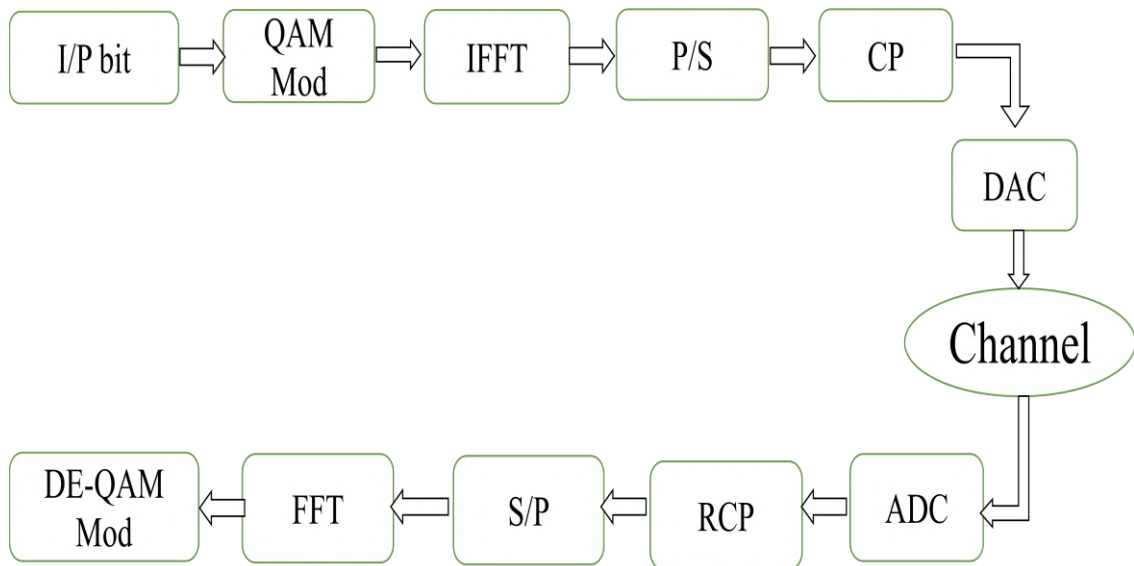 I/P bit
QAM
Mod
IFFT
P/S
CP
DAC
Channel
ADC
RCP
S/P
FFT
DE-QAM
Mod